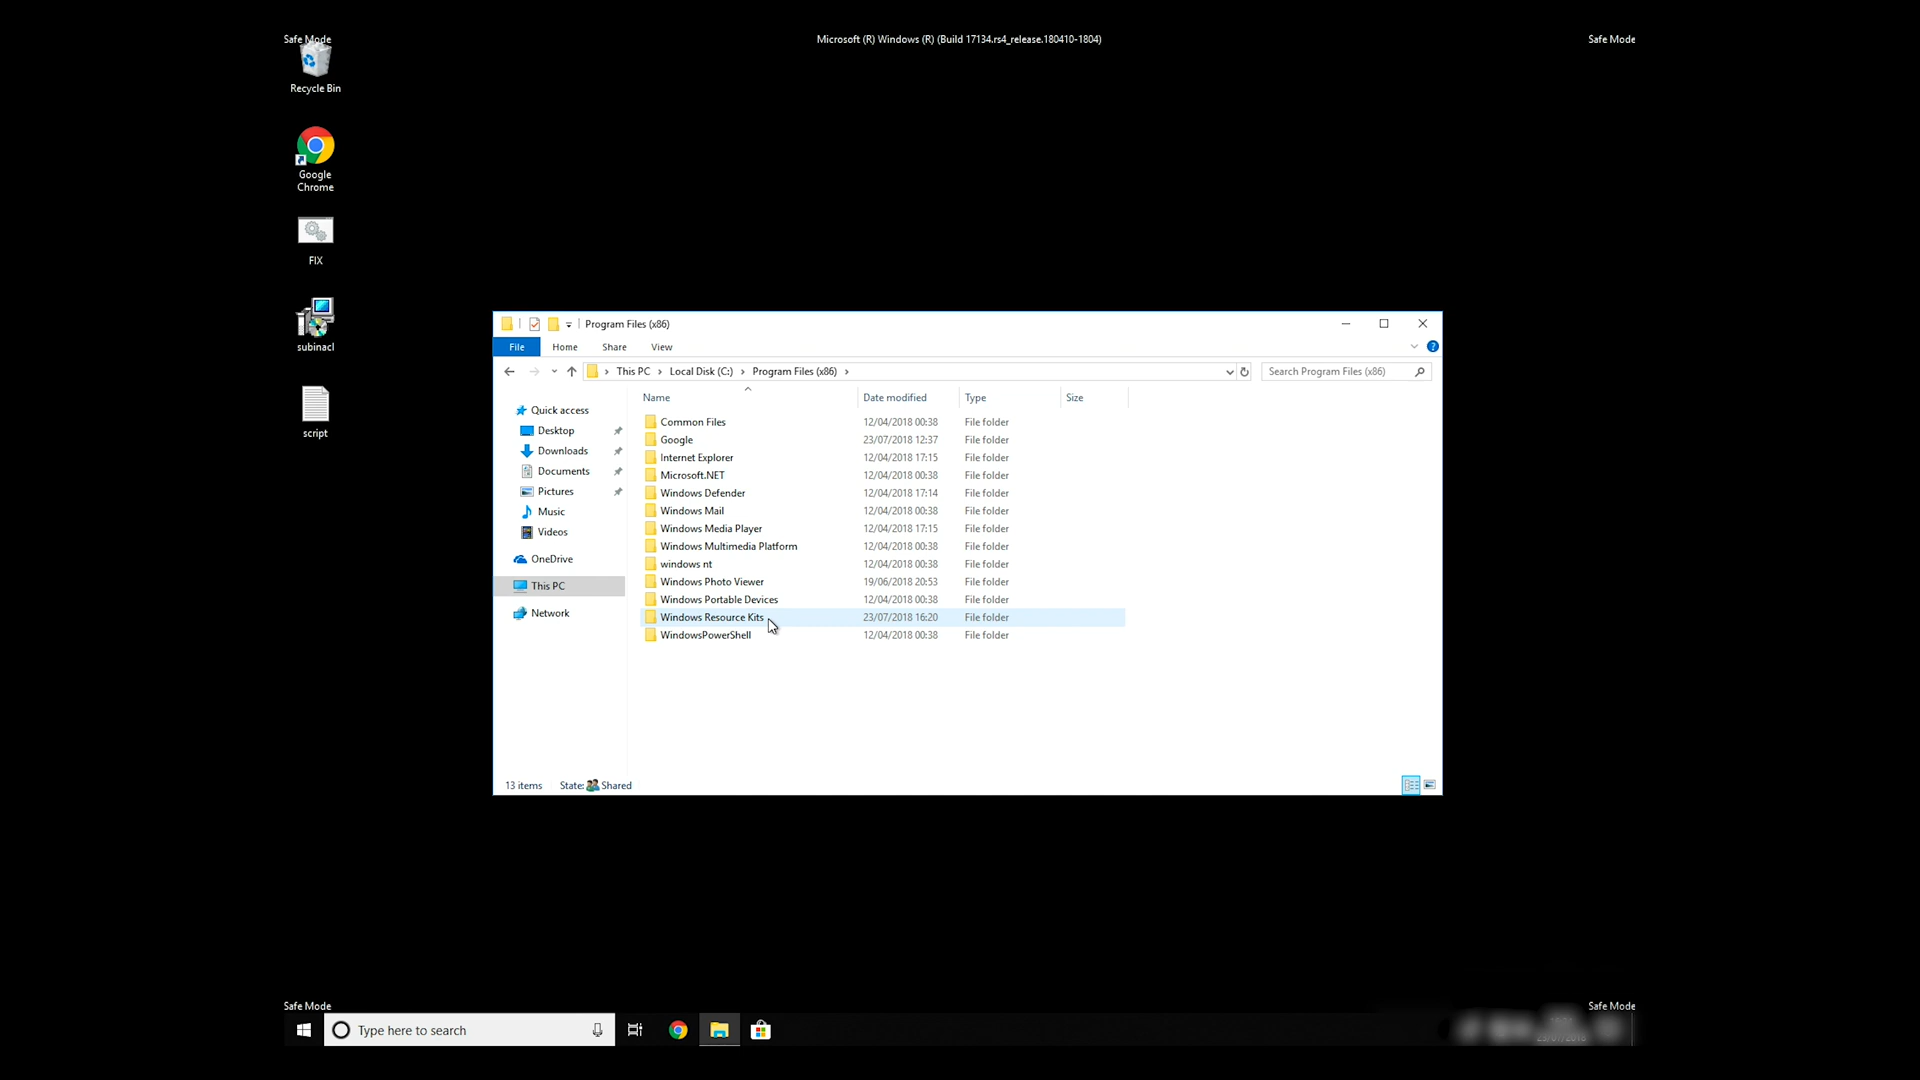 Safe Mode
Microsoft (R) Windows (R) (Build 17134.rs4_release.180410-1804)
Safe Mode
Recycle Bin
Google
Chrome
FIX
subinacl
script
Program Files (x86)
File Home Share View
This PC Local Disk (C:) Program Files (x86)
Search Program Files (x86)
Name Date modified Type Size
Quick access
Desktop
Downloads
Documents
Pictures
Music
Videos
OneDrive
This PC
Network
Common Files 12/04/2018 00:38 File folder
Google 23/07/2018 12:37 File folder
Internet Explorer 12/04/2018 17:15 File folder
Microsoft.NET 12/04/2018 00:38 File folder
Windows Defender 12/04/2018 17:14 File folder
Windows Mail 12/04/2018 00:38 File folder
Windows Media Player 12/04/2018 17:15 File folder
Windows Multimedia Platform 12/04/2018 00:38 File folder
windows nt 12/04/2018 00:38 File folder
Windows Photo Viewer 19/06/2018 20:53 File folder
Windows Portable Devices 12/04/2018 00:38 File folder
Windows Resource Kits 23/07/2018 16:20 File folder
WindowsPowerShell 12/04/2018 00:38 File folder
13 items State: Shared
Safe Mode
Safe Mode
Type here to search